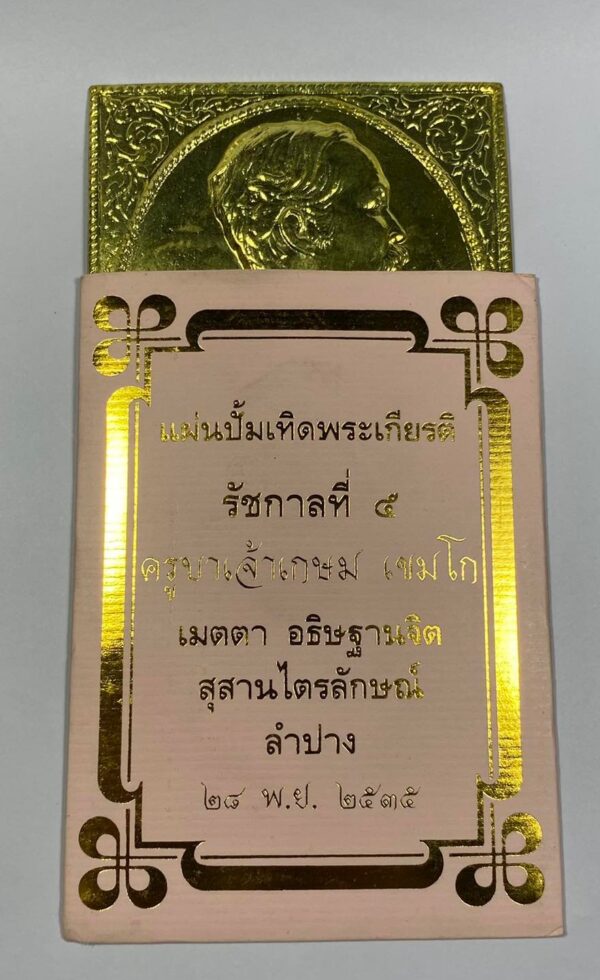 แผ่นปั้มเทิดพระเกียรติ
รัชกาลที่ ๕
ครูบาเจ้าเกษม เขมโก
เมตตา อธิษฐานจิต
สุสานไตรลักษณ์
ลำปาง
๒๘ พ.ย. ๒๕๓๕